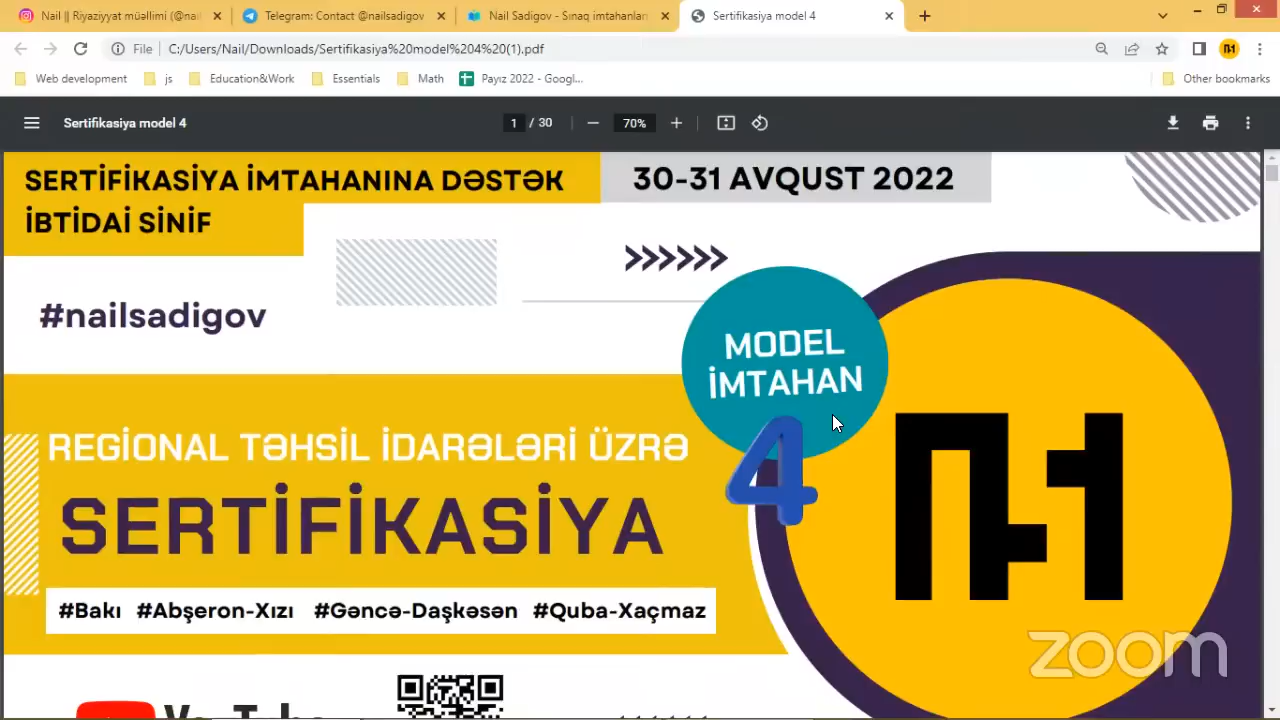 Nail || Riyaziyyat müəllimi (@nail
Telegram: Contact @nailsadigov
Nail Sadigov - Sınaq imtahanları
Sertifikasiya model 4
File
C:/Users/Nail/Downloads/Sertifikasiya%20model%204%20(1).pdf
Web development
js
Education&Work
Essentials
Math
Payız 2022 - Googl...
Other bookmarks
Sertifikasiya model 4
1 / 30
70%
SERTİFİKASİYA İMTAHANINA DƏSTƏK
30-31 AVQUST 2022
İBTİDAİ SİNİF
#nailsadigov
MODEL
İMTAHAN
4
REGİONAL TƏHSİL İDARƏLƏRİ ÜZRƏ
SERTİFİKASİYA
#Bakı #Abşeron-Xızı #Gəncə-Daşkəsən #Quba-Xaçmaz
zoom
YouTube